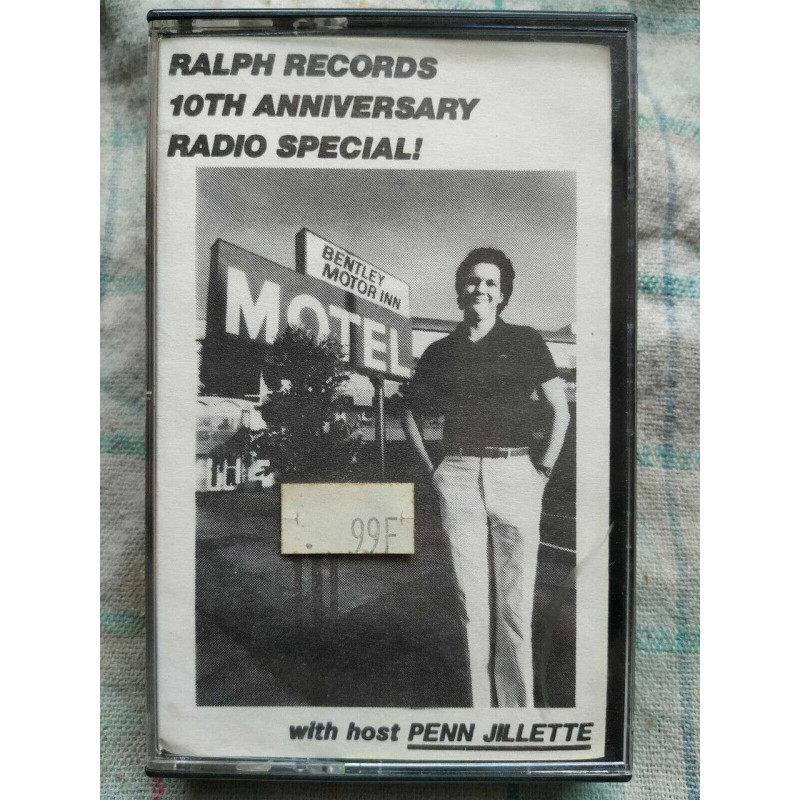 RALPH RECORDS
10TH ANNIVERSARY
RADIO SPECIAL!
BENTLEY
MOTOR INN
MOTEL
99F
with host PENN JILLETTE